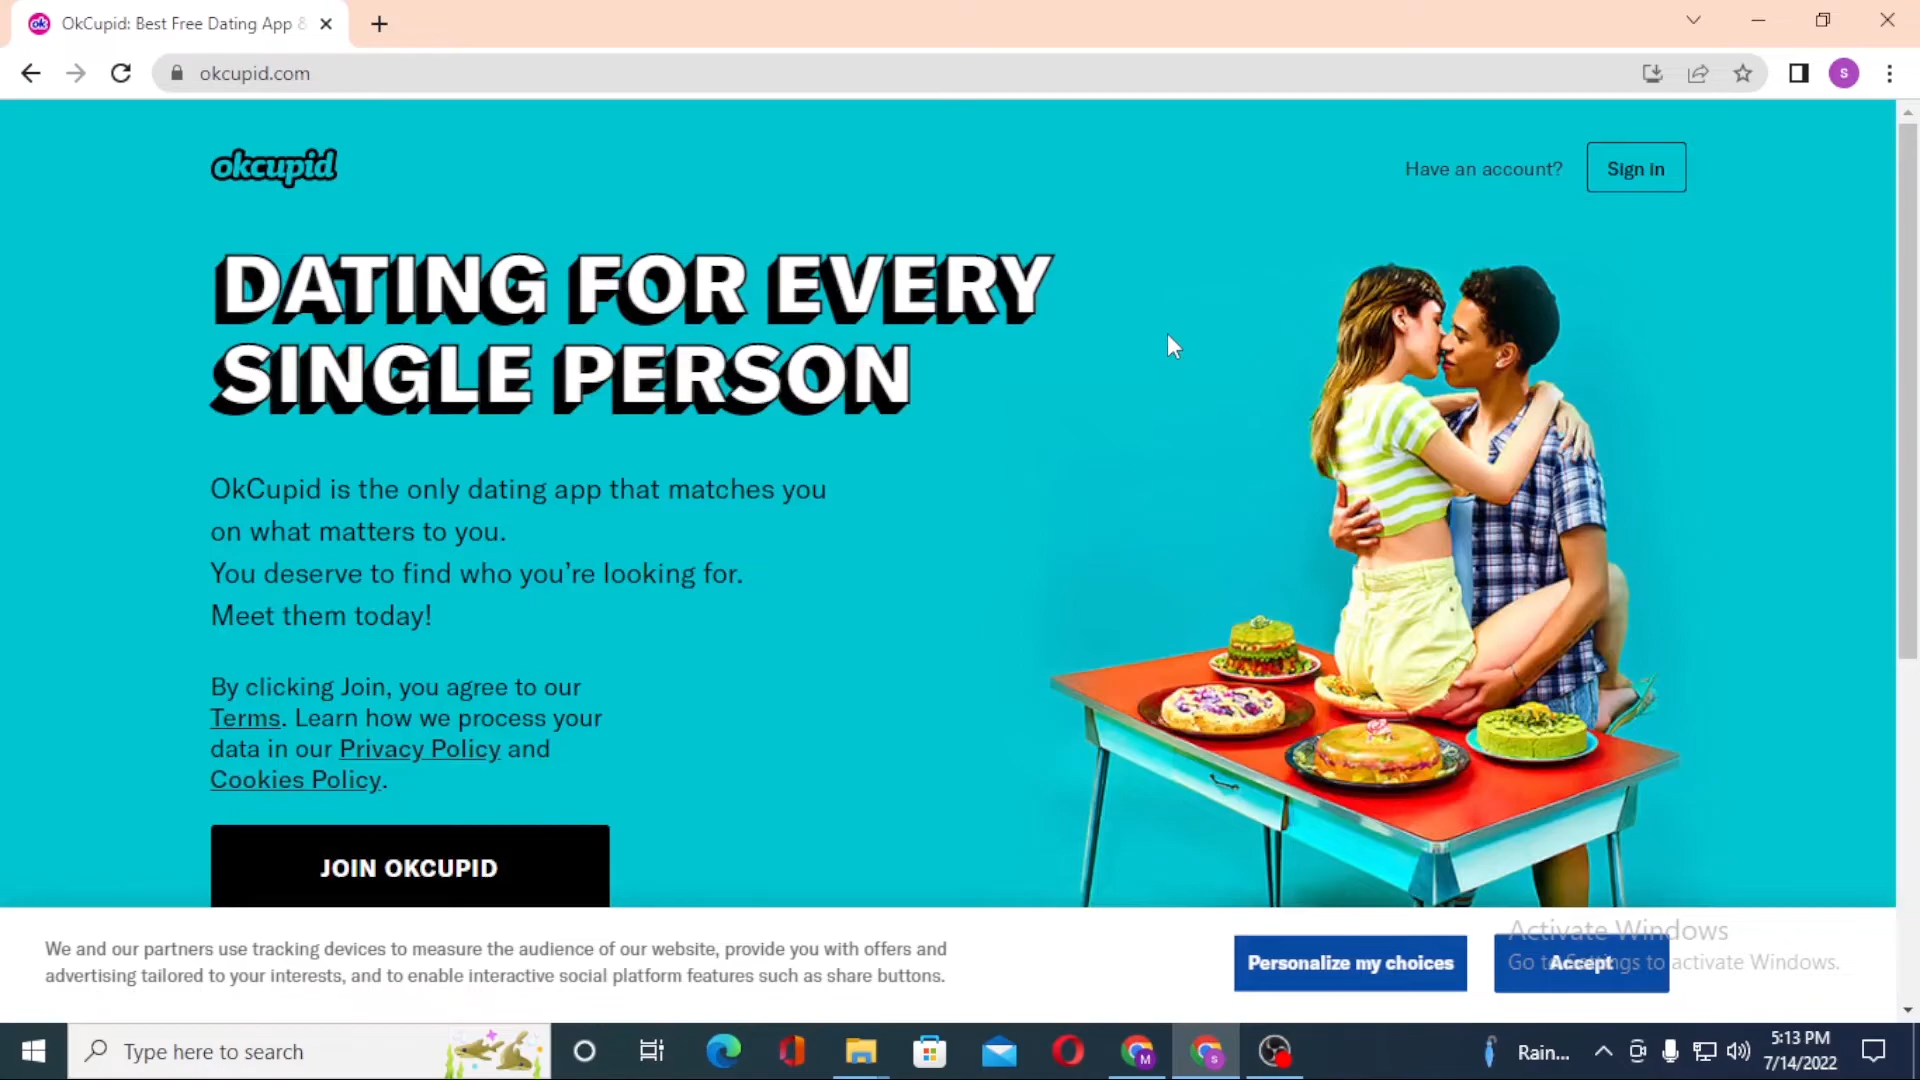 OkCupid: Best Free Dating App &
okcupid.com
S
okcupid
Have an account?
Sign in
DATING FOR EVERY
SINGLE PERSON
OkCupid is the only dating app that matches you
on what matters to you.
You deserve to find who you’re looking for.
Meet them today!
By clicking Join, you agree to our
Terms. Learn how we process your
data in our Privacy Policy and
Cookies Policy.
JOIN OKCUPID
We and our partners use tracking devices to measure the audience of our website, provide you with offers and
advertising tailored to your interests, and to enable interactive social platform features such as share buttons.
Personalize my choices
Accept
Activate Windows
Go to Settings to activate Windows.
Type here to search
M
S
Rain...
5:13 PM
7/14/2022